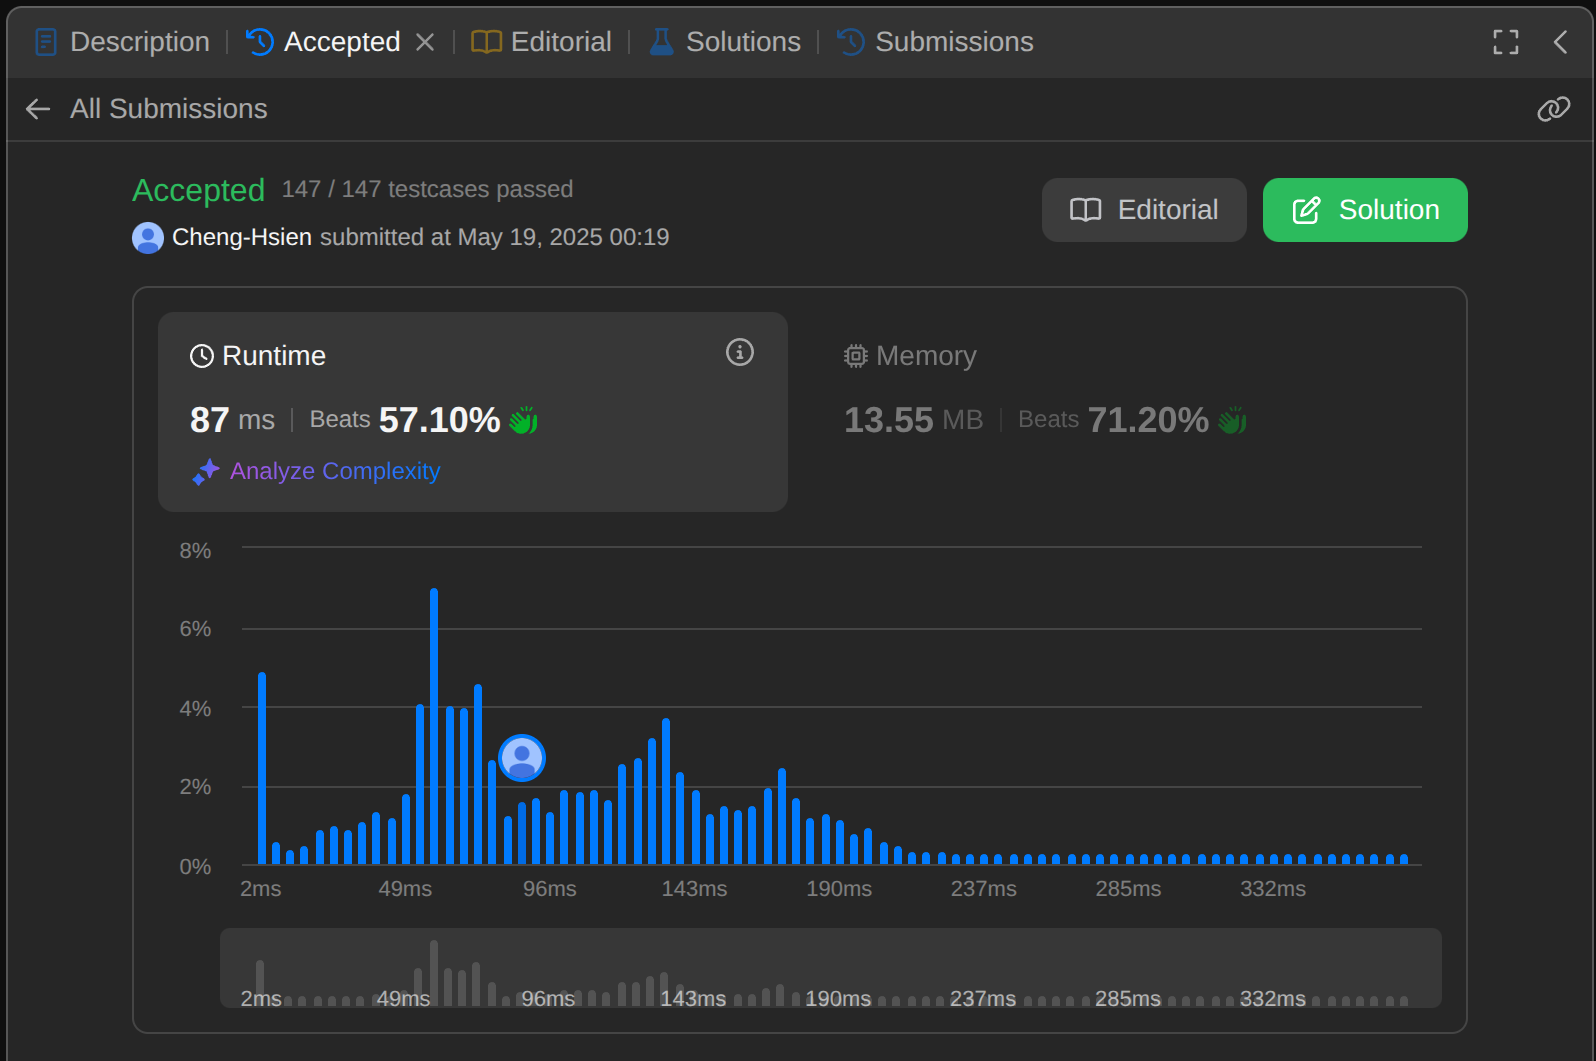 Description Accepted Editorial Solutions Submissions
All Submissions
Accepted 147 / 147 testcases passed
Cheng-Hsien submitted at May 19, 2025 00:19
Editorial Solution
Runtime
87 ms Beats 57.10%
Analyze Complexity
Memory
13.55 MB Beats 71.20%
8%
6%
4%
2%
0%
2ms 49ms 96ms 143ms 190ms 237ms 285ms 332ms
2ms 49ms 96ms 143ms 190ms 237ms 285ms 332ms